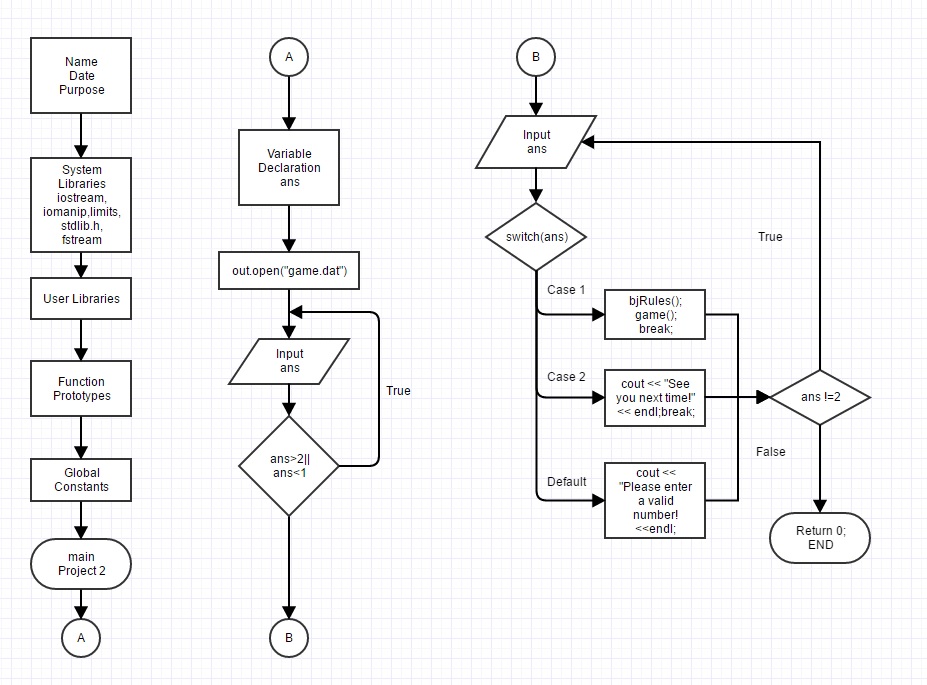 Name
Date
Purpose
System
Libraries
iostream,
iomanip,limits,
stdlib.h,
fstream
User Libraries
Function
Prototypes
Global
Constants
main
Project 2
A
A
Variable
Declaration
ans
out.open("game.dat")
Input
ans
True
ans>2||
ans<1
B
B
Input
ans
switch(ans)
True
Case 1
bjRules();
game();
break;
Case 2
cout << "See
you next time!"
<< endl;break;
ans !=2
False
Default
cout <<
"Please enter
a valid
number!
<<endl;
Return 0;
END